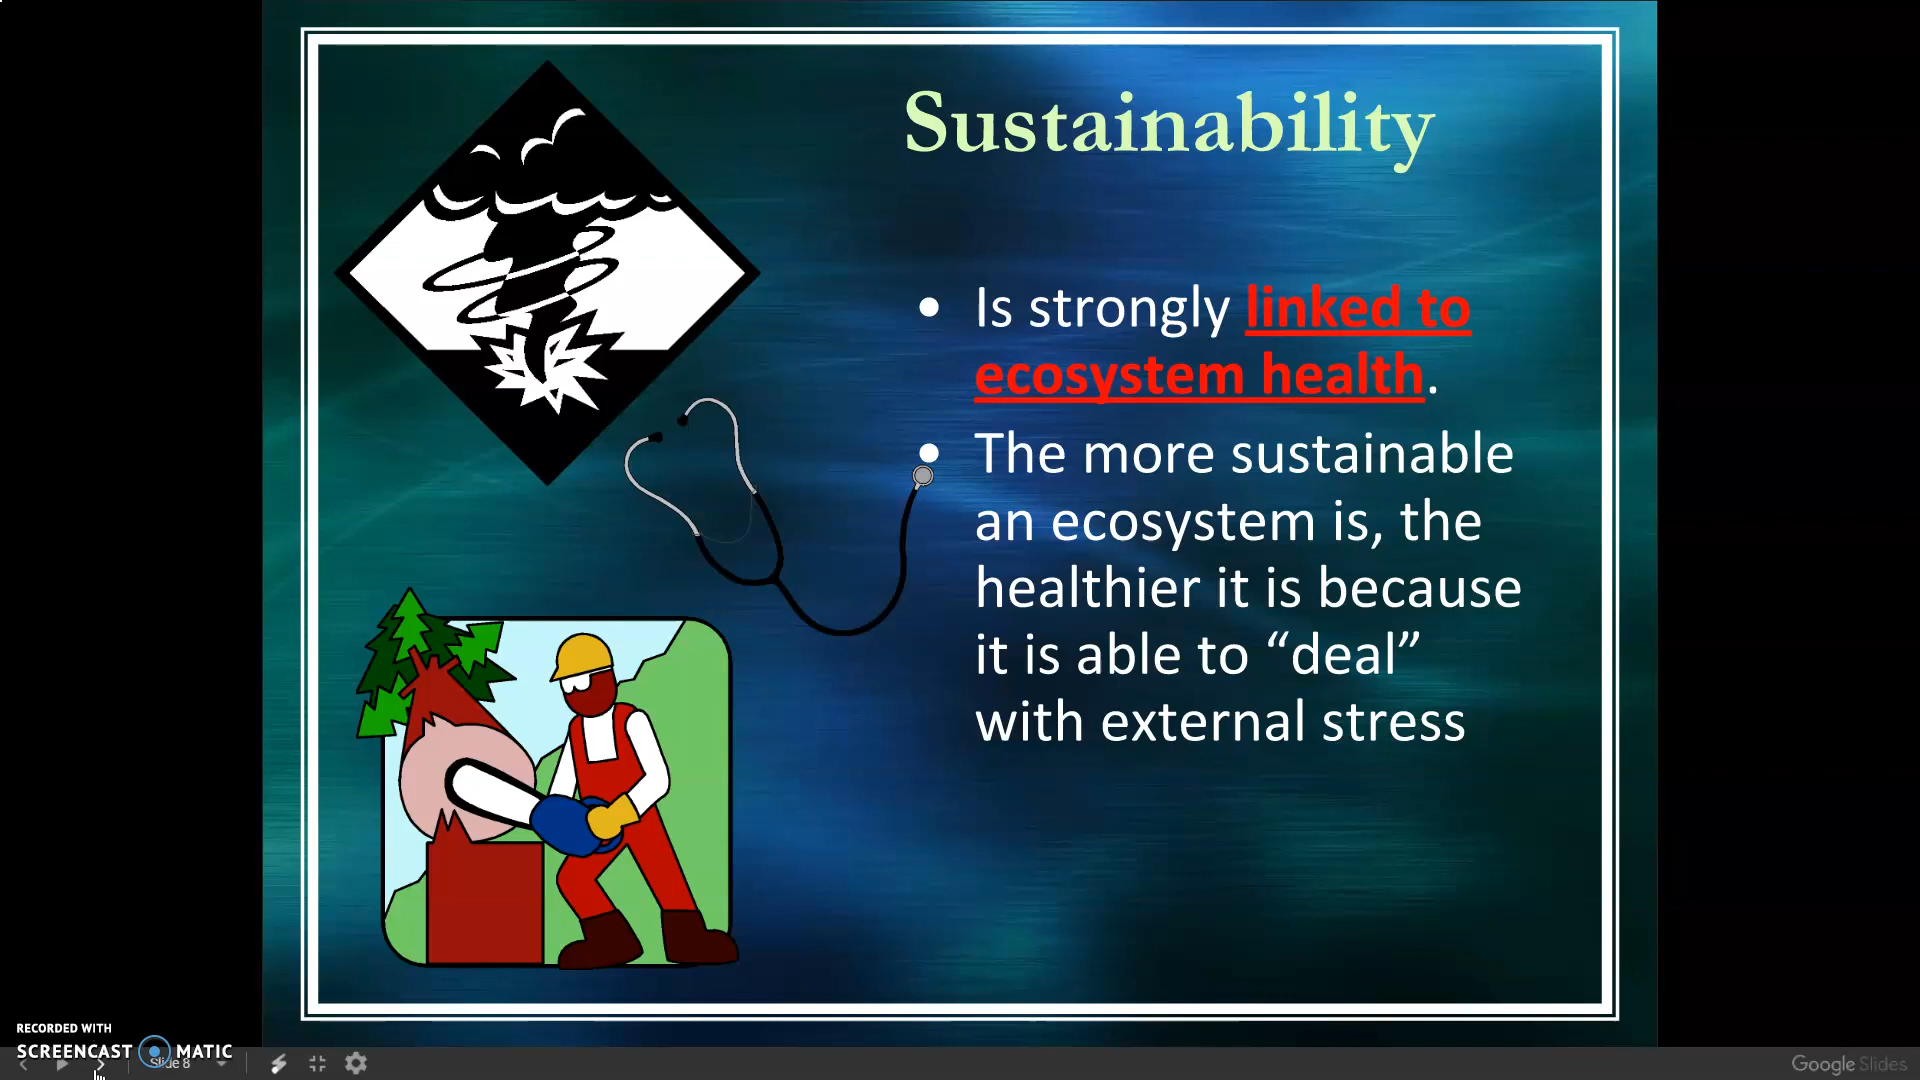 Sustainability
• Is strongly linked to
ecosystem health.
• The more sustainable
an ecosystem is, the
healthier it is because
it is able to “deal”
with external stress
RECORDED WITH
SCREENCAST MATIC
Slide 8
Google Slides